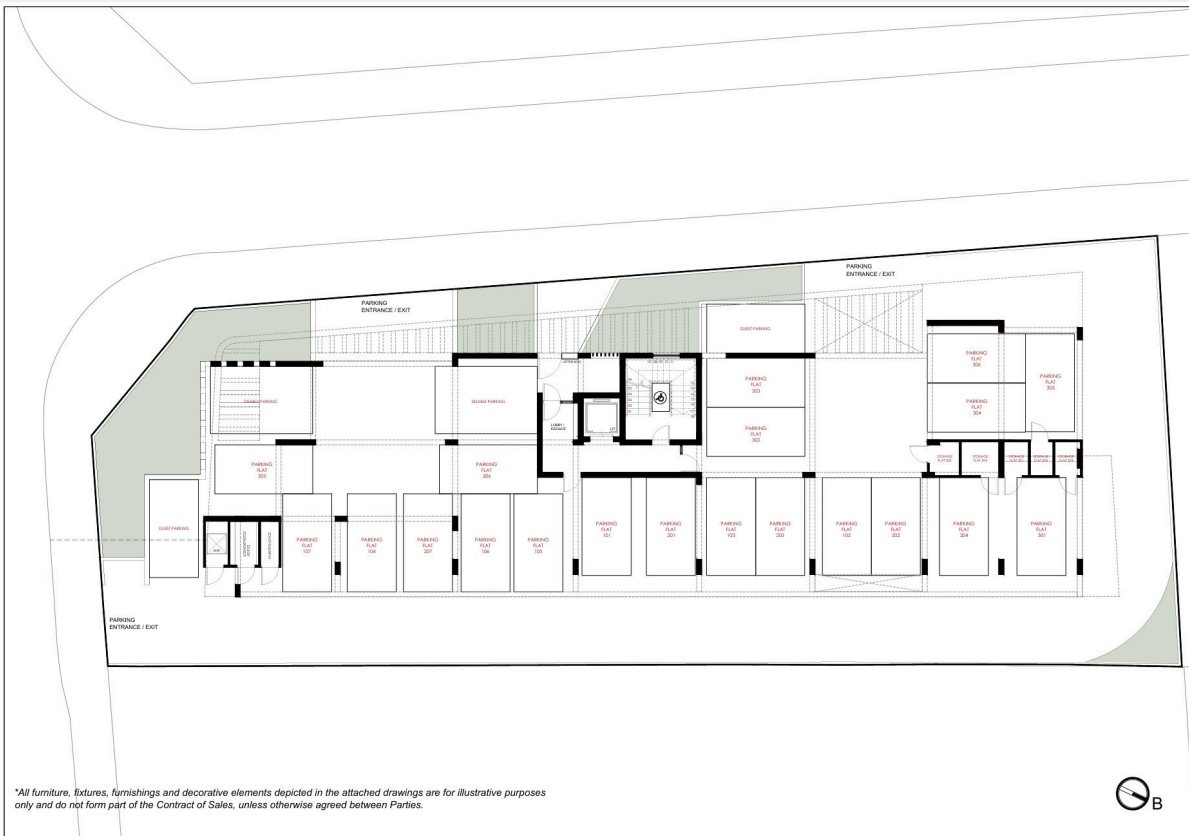 PARKING
ENTRANCE / EXIT
PARKING
ENTRANCE / EXIT
GUEST PARKING
PARKING
FLAT
306
PARKING
FLAT
305
PARKING
FLAT
304
DISABLE PARKING
DISABLE PARKING
PARKING
FLAT
303
PARKING
FLAT
302
LOBBY /
LIFT
PARKING
FLAT
205
PARKING
FLAT
206
GUEST PARKING
PARKING
FLAT
107
PARKING
FLAT
104
PARKING
FLAT
207
PARKING
FLAT
106
PARKING
FLAT
105
PARKING
FLAT
101
PARKING
FLAT
201
PARKING
FLAT
103
PARKING
FLAT
203
PARKING
FLAT
102
PARKING
FLAT
202
PARKING
FLAT
204
PARKING
FLAT
301
PARKING
ENTRANCE / EXIT
*All furniture, fixtures, furnishings and decorative elements depicted in the attached drawings are for illustrative purposes
only and do not form part of the Contract of Sales, unless otherwise agreed between Parties.
B